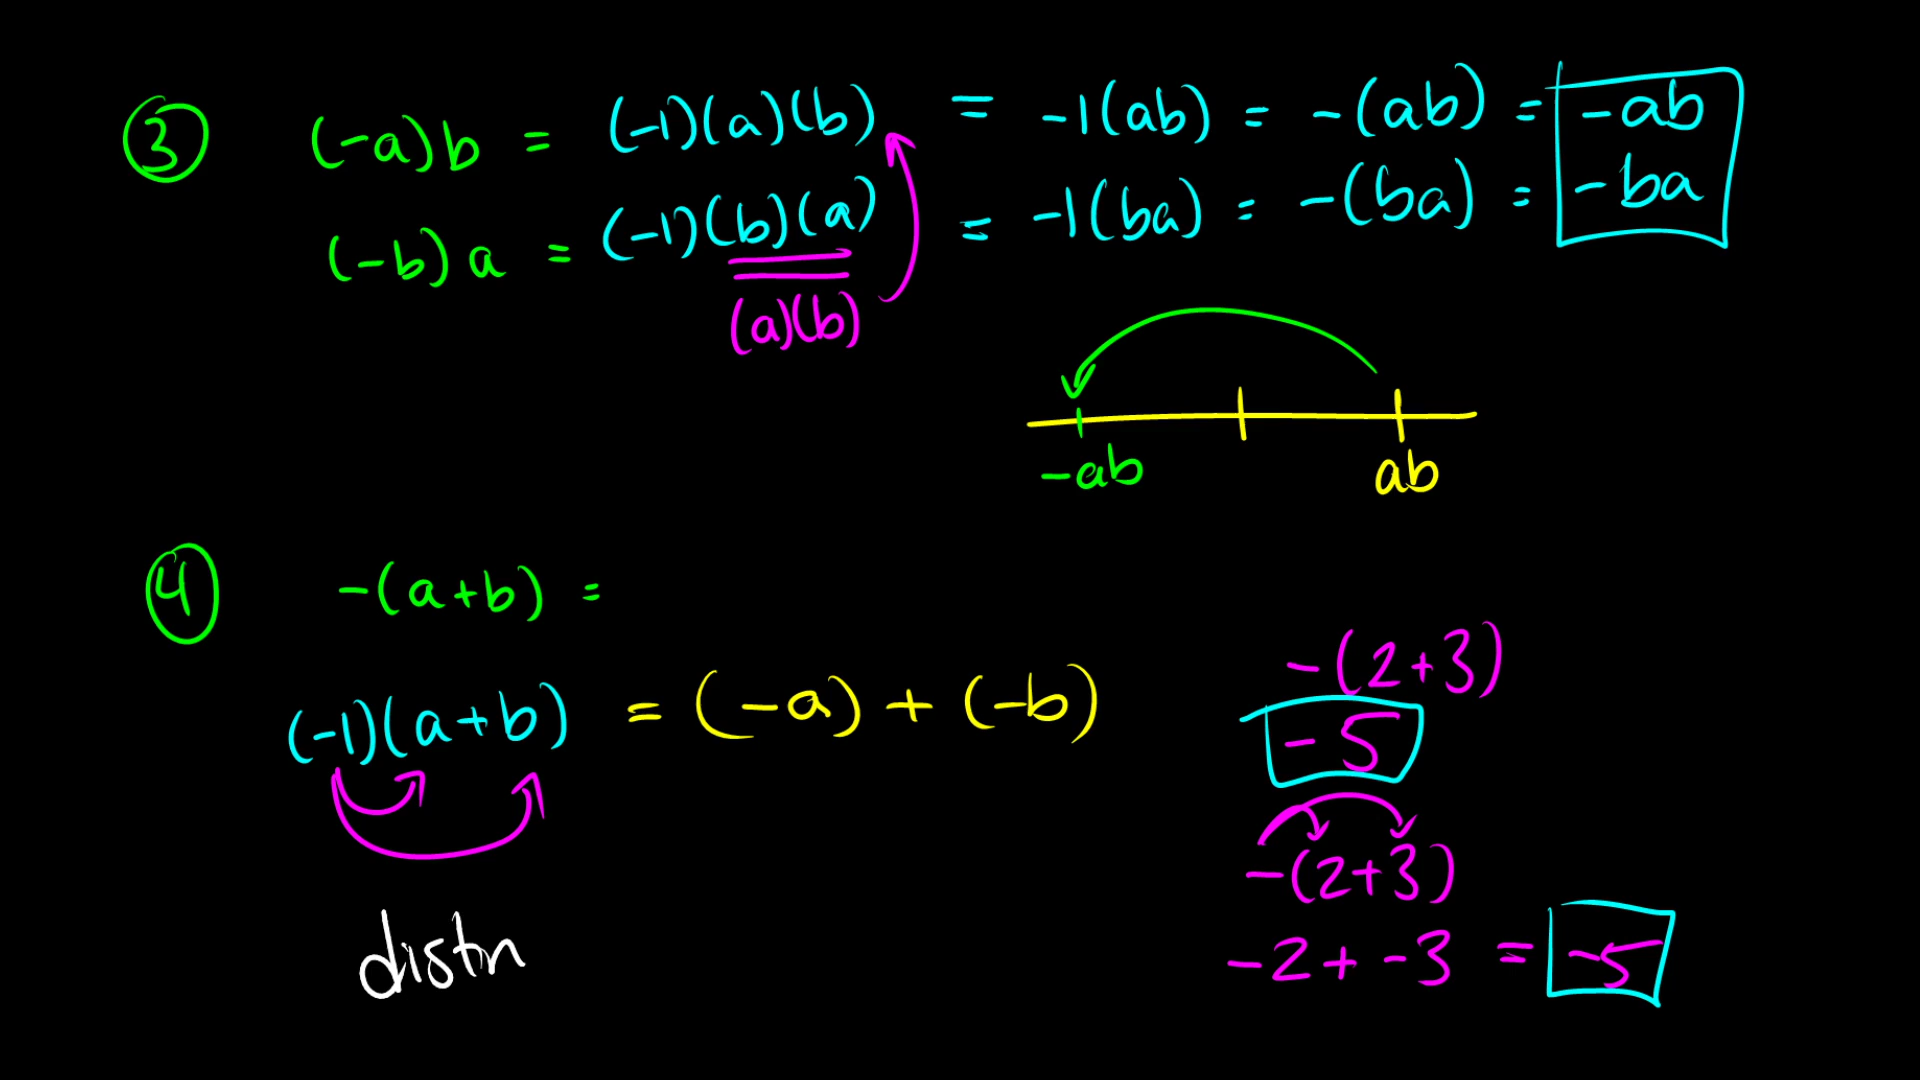 ③ (-a)b = (-1)(a)(b) = -1(ab) = -(ab) = -ab
(-b)a = (-1)(b)(a) = -1(ba) = -(ba) = -ba
(a)(b)
-ab ab
④ -(a+b) =
(-1)(a+b) = (-a) + (-b)
-(2+3)
-5
-(2+3)
-2 + -3 = -5
distri